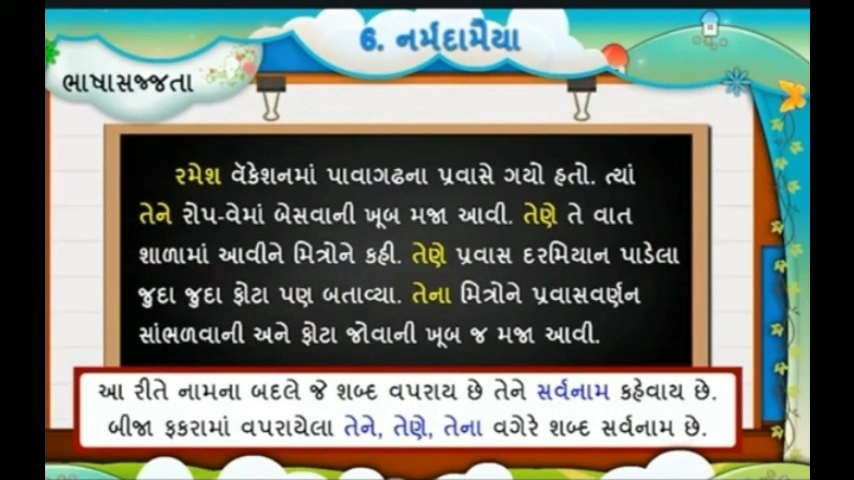 6. નર્મદામૈયા
ભાષાસજ્જતા
રમેશ વૅકેશનમાં પાવાગઢના પ્રવાસે ગયો હતો. ત્યાં
તેને રોપ-વેમાં બેસવાની ખૂબ મજા આવી. તેણે તે વાત
શાળામાં આવીને મિત્રોને કહી. તેણે પ્રવાસ દરમિયાન પાડેલા
જુદા જુદા ફોટા પણ બતાવ્યા. તેના મિત્રોને પ્રવાસવર્ણન
સાંભળવાની અને ફોટા જોવાની ખૂબ જ મજા આવી.
આ રીતે નામના બદલે જે શબ્દ વપરાય છે તેને સર્વનામ કહેવાય છે.
બીજા ફકરામાં વપરાયેલા તેને, તેણે, તેના વગેરે શબ્દ સર્વનામ છે.